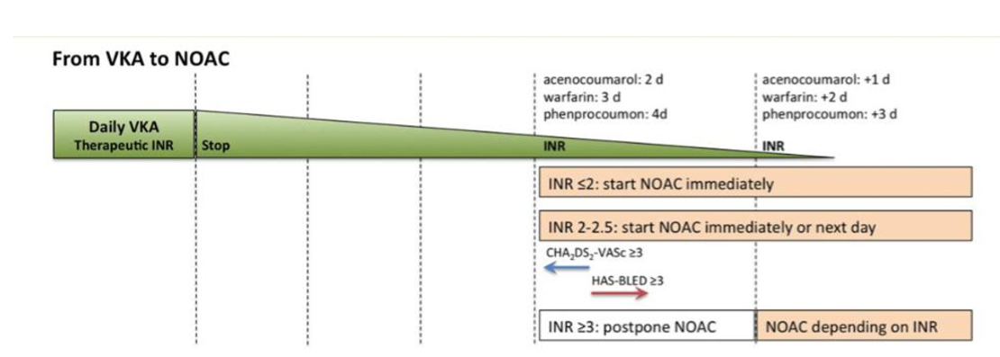 From VKA to NOAC
acenocoumarol: 2 d
warfarin: 3 d
phenprocoumon: 4d
acenocoumarol: +1 d
warfarin: +2 d
phenprocoumon: +3 d
Daily VKA
Therapeutic INR
Stop
INR
INR
INR ≤2: start NOAC immediately
INR 2-2.5: start NOAC immediately or next day
CHA₂DS₂-VASc ≥3
HAS-BLED ≥3
INR ≥3: postpone NOAC
NOAC depending on INR